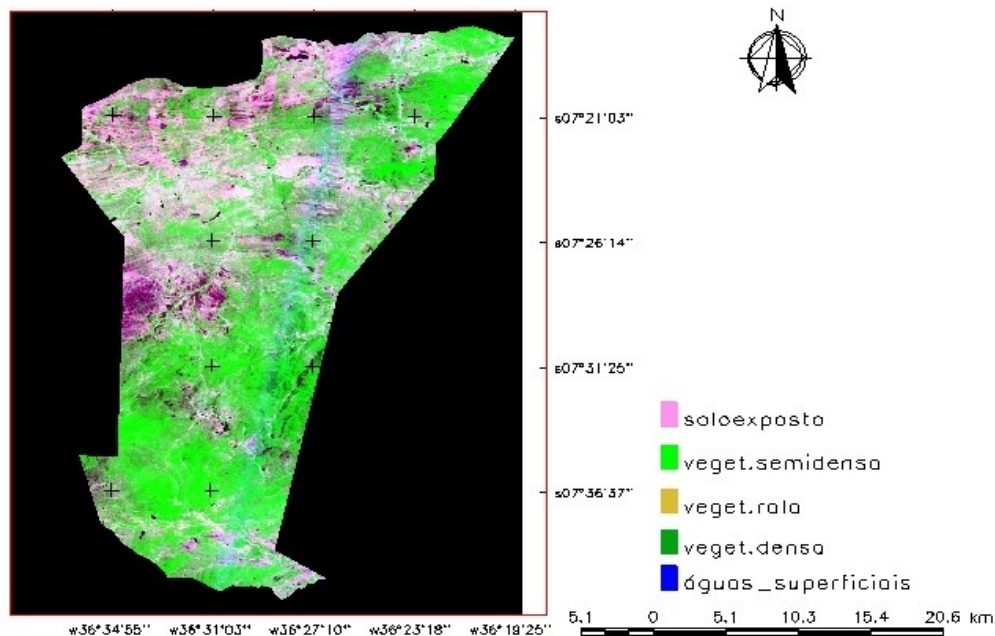 N
s07°21'03"
s07°26'14"
s07°31'25"
s07°36'37"
soloexposto
veget.semidensa
veget.rala
veget.densa
águas_superficiais
5.1 0 5.1 10.3 15.4 20.6 km
w36°34'55" w36°31'03" w36°27'10" w36°23'18" w36°19'25"